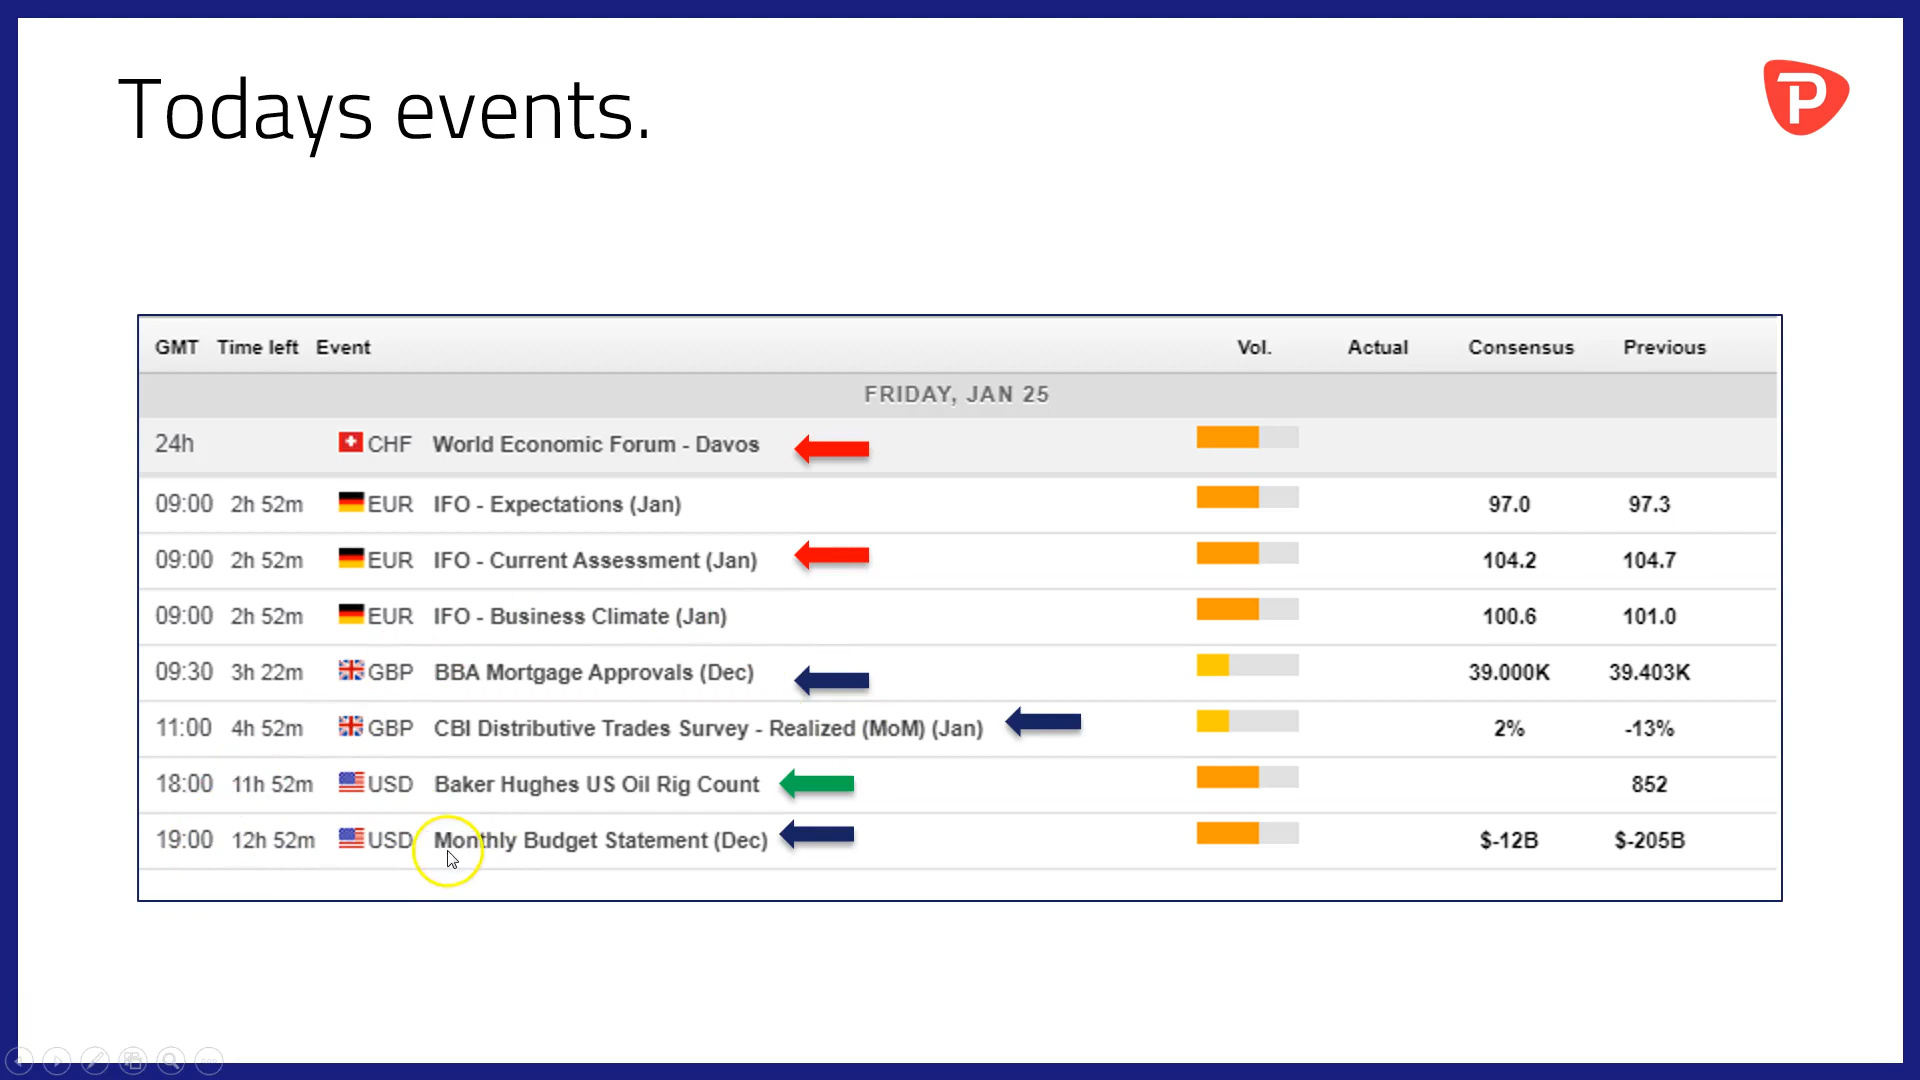 Todays events.
P
GMT Time left Event Vol. Actual Consensus Previous
FRIDAY, JAN 25
24h CHF World Economic Forum - Davos
09:00 2h 52m EUR IFO - Expectations (Jan) 97.0 97.3
09:00 2h 52m EUR IFO - Current Assessment (Jan) 104.2 104.7
09:00 2h 52m EUR IFO - Business Climate (Jan) 100.6 101.0
09:30 3h 22m GBP BBA Mortgage Approvals (Dec) 39.000K 39.403K
11:00 4h 52m GBP CBI Distributive Trades Survey - Realized (MoM) (Jan) 2% -13%
18:00 11h 52m USD Baker Hughes US Oil Rig Count 852
19:00 12h 52m USD Monthly Budget Statement (Dec) $-12B $-205B